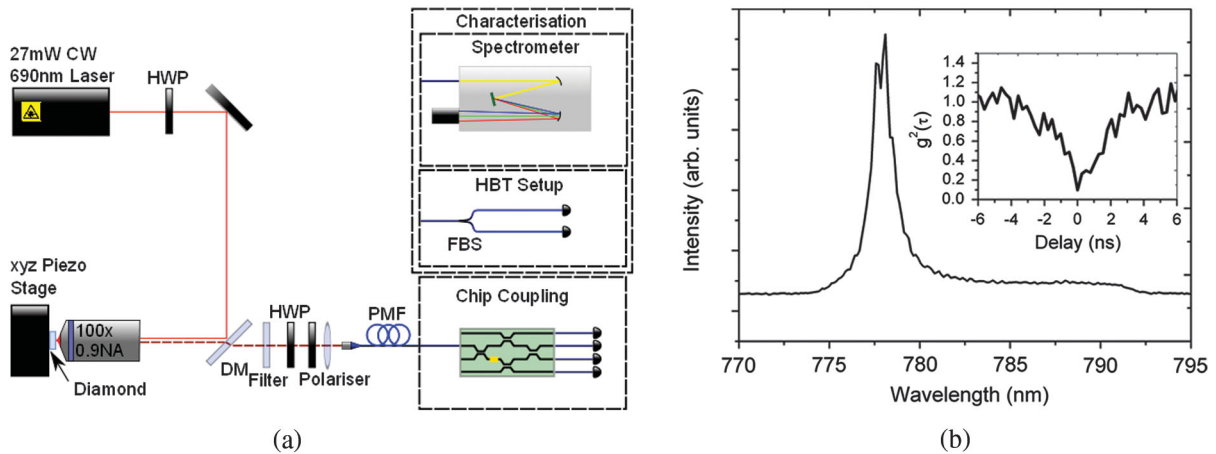 27mW CW
690nm Laser
HWP
xyz Piezo
Stage
100x
0.9NA
Diamond
DM
Filter
HWP
Polariser
PMF
Characterisation
Spectrometer
HBT Setup
FBS
Chip Coupling
(a)
Intensity (arb. units)
770 775 780 785 790 795
Wavelength (nm)
g²(τ)
1.4
1.2
1.0
0.8
0.6
0.4
0.2
0.0
-6 -4 -2 0 2 4 6
Delay (ns)
(b)